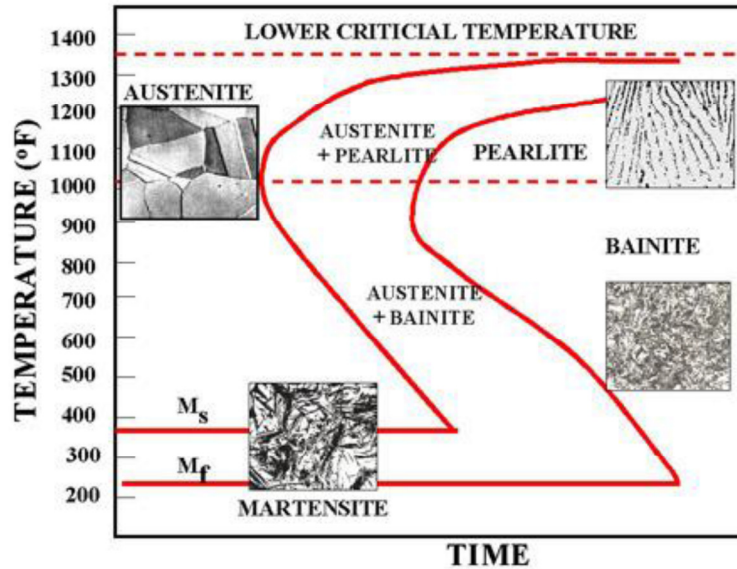 1400
LOWER CRITICIAL TEMPERATURE
1300
AUSTENITE
1200
1100
AUSTENITE
+ PEARLITE
PEARLITE
1000
900
BAINITE
800
AUSTENITE
+ BAINITE
700
600
500
400
Ms
300
Mf
200
MARTENSITE
TEMPERATURE (°F)
TIME